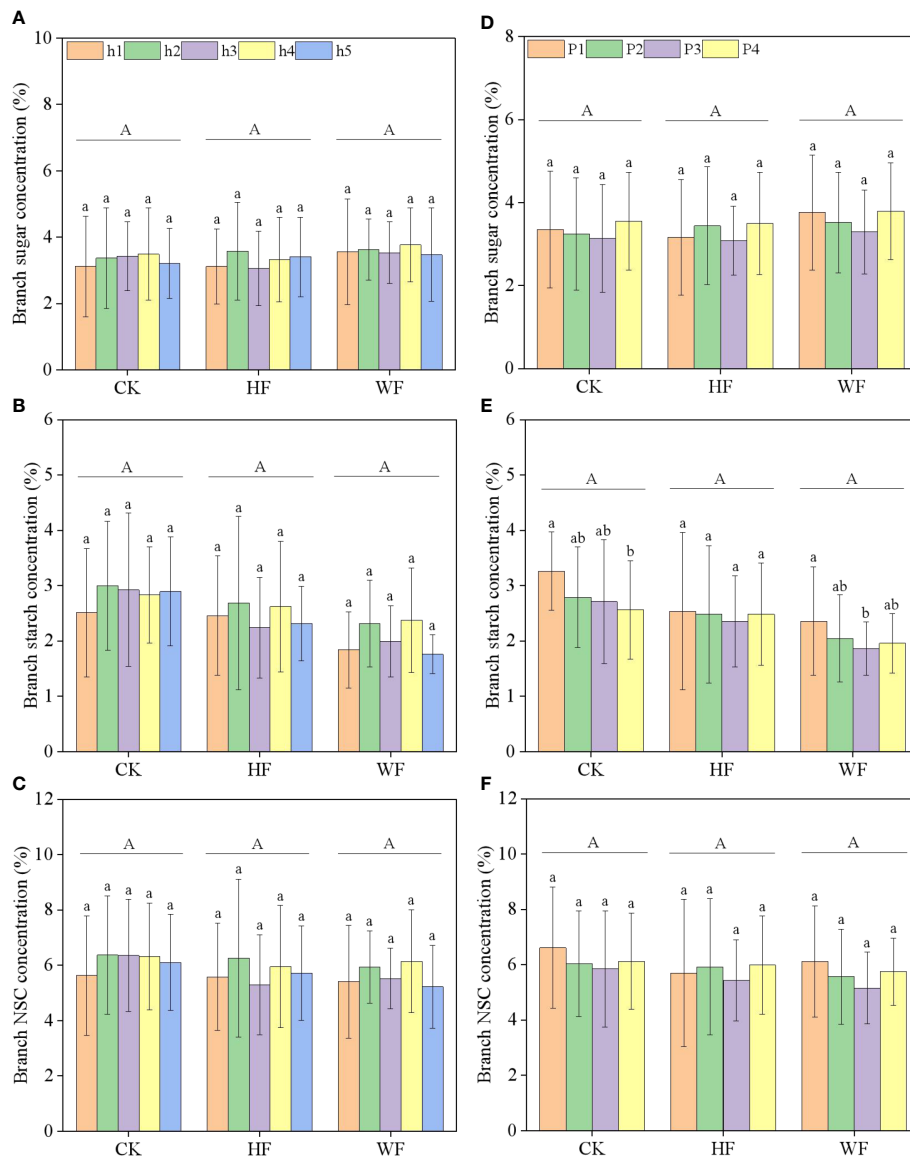 A
Branch sugar concentration (%)
10
8
6
4
2
0
h1 h2 h3 h4 h5
A A A
a a a a a a a a a a a a a a a
CK HF WF
D
Branch sugar concentration (%)
8
6
4
2
0
P1 P2 P3 P4
A A A
a a a a a a a a a a a a
CK HF WF
B
Branch starch concentration (%)
6
5
4
3
2
1
0
A A A
a a a a a a a a a a a a a a a
CK HF WF
E
Branch starch concentration (%)
6
5
4
3
2
1
0
A A A
a ab ab b a a a a a ab b ab
CK HF WF
C
Branch NSC concentration (%)
12
10
8
6
4
2
0
A A A
a a a a a a a a a a a a a a a
CK HF WF
F
Branch NSC concentration (%)
12
10
8
6
4
2
0
A A A
a a a a a a a a a a a a
CK HF WF